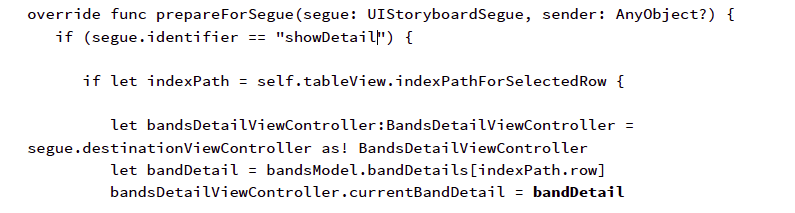 override func prepareForSegue(segue: UIStoryboardSegue, sender: AnyObject?) {
if (segue.identifier == "showDetail") {
if let indexPath = self.tableView.indexPathForSelectedRow {
let bandsDetailViewController:BandsDetailViewController =
segue.destinationViewController as! BandsDetailViewController
let bandDetail = bandsModel.bandDetails[indexPath.row]
bandsDetailViewController.currentBandDetail = bandDetail